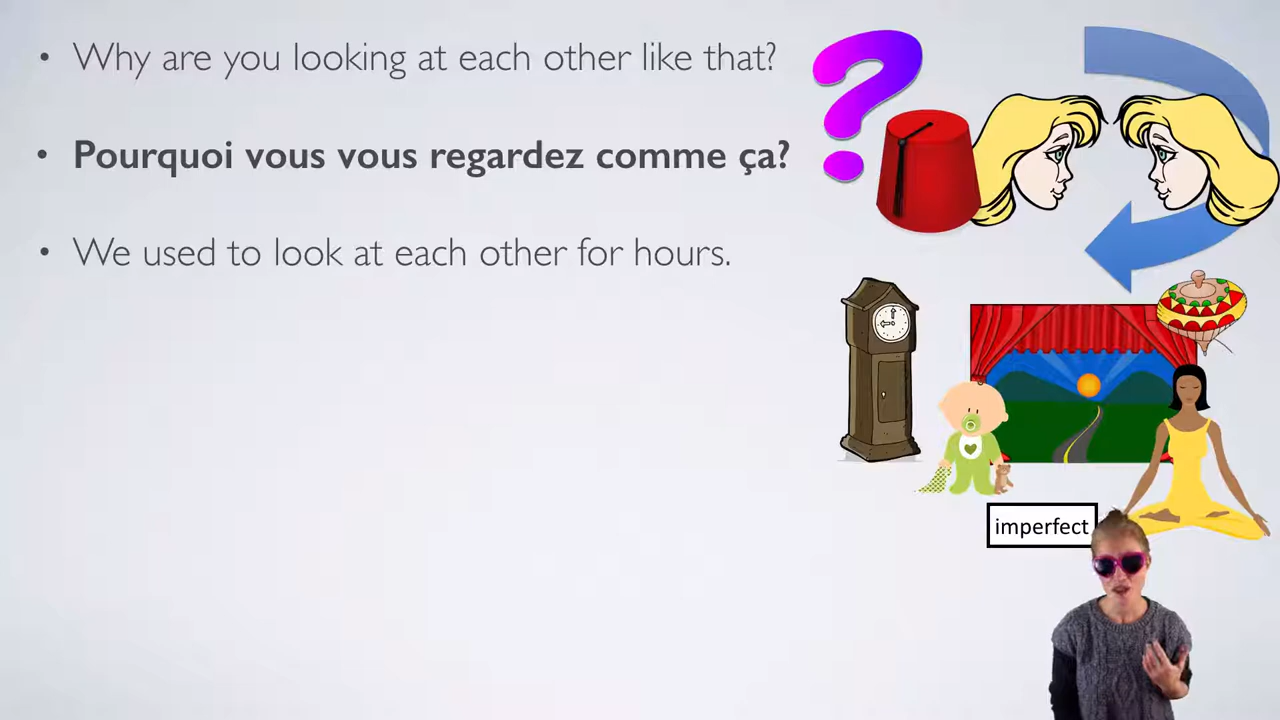 • Why are you looking at each other like that?
• Pourquoi vous vous regardez comme ça?
• We used to look at each other for hours.
imperfect